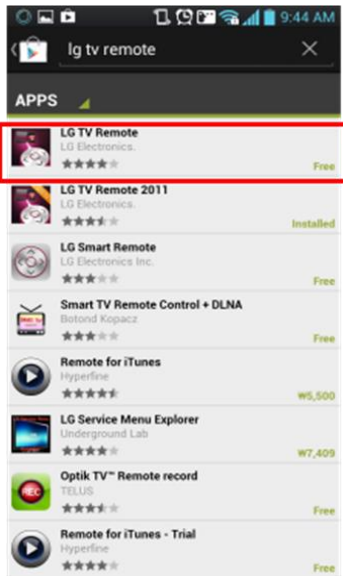 9:44 AM
lg tv remote
APPS
LG TV Remote
LG Electronics.
Free
LG TV Remote 2011
LG Electronics.
Installed
LG Smart Remote
LG Electronics Inc.
Free
Smart TV Remote Control + DLNA
Botond Kopacz
Free
Remote for iTunes
Hyperfine
₩5,500
LG Service Menu Explorer
Underground Lab
₩7,409
Optik TV™ Remote record
TELUS
REC
Free
Remote for iTunes - Trial
Hyperfine
Free